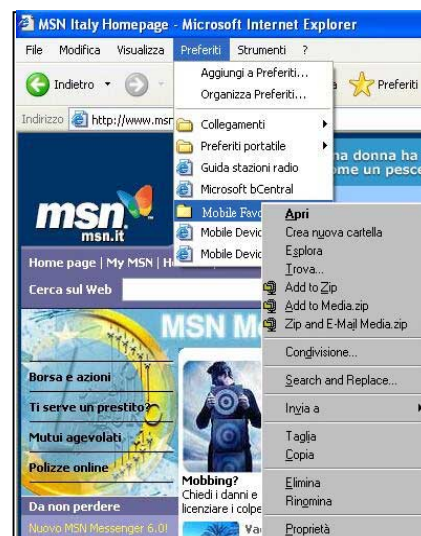 MSN Italy Homepage - Microsoft Internet Explorer
File Modifica Visualizza Preferiti Strumenti ?
Indietro
Preferiti
Aggiungi a Preferiti...
Organizza Preferiti...
Indirizzo http://www.msn
Collegamenti
Preferiti portatile
Guida stazioni radio
Microsoft bCentral
Mobile Favo
Mobile Devic
Mobile Devic
na donna ha
ome un pesce
msn
msn.it
Home page | My MSN | H
Cerca sul Web
MSN M
Apri
Crea nuova cartella
Esplora
Trova...
Add to Zip
Add to Media.zip
Zip and E-Mail Media.zip
Condivisione...
Search and Replace...
Invia a
Taglia
Copia
Elimina
Rinomina
Proprietà
Borsa e azioni
Ti serve un prestito?
Mutui agevolati
Polizze online
Mobbing?
Chiedi i danni e
licenziare i colpe
Da non perdere
Nuovo MSN Messenger 6.0!
Va